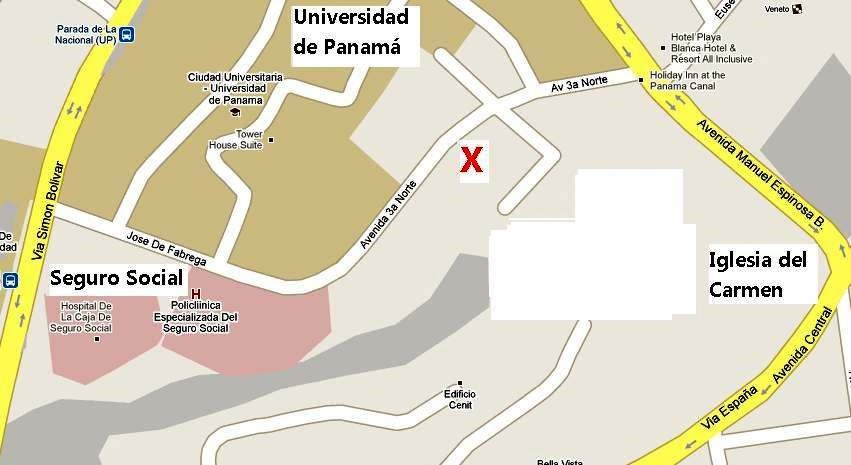 Universidad
de Panamá
Parada de La
Nacional (UP)
Ciudad Universitaria
- Universidad
de Panama
Tower
House Suite
Veneto
Hotel Playa
Blanca Hotel &
Resort All Inclusive
Holiday Inn at the
Panama Canal
Av 3a Norte
X
Avenida Manuel Espinosa B
Via Simon Bolivar
Jose De Fabrega
Avenida 3a Norte
De
dad
Seguro Social
Hospital De
La Caja De
Seguro Social
H
Policliinica
Especializada Del
Seguro Social
Iglesia del
Carmen
Avenida Central
Via España
Edificio
Cenit
Bella Vista